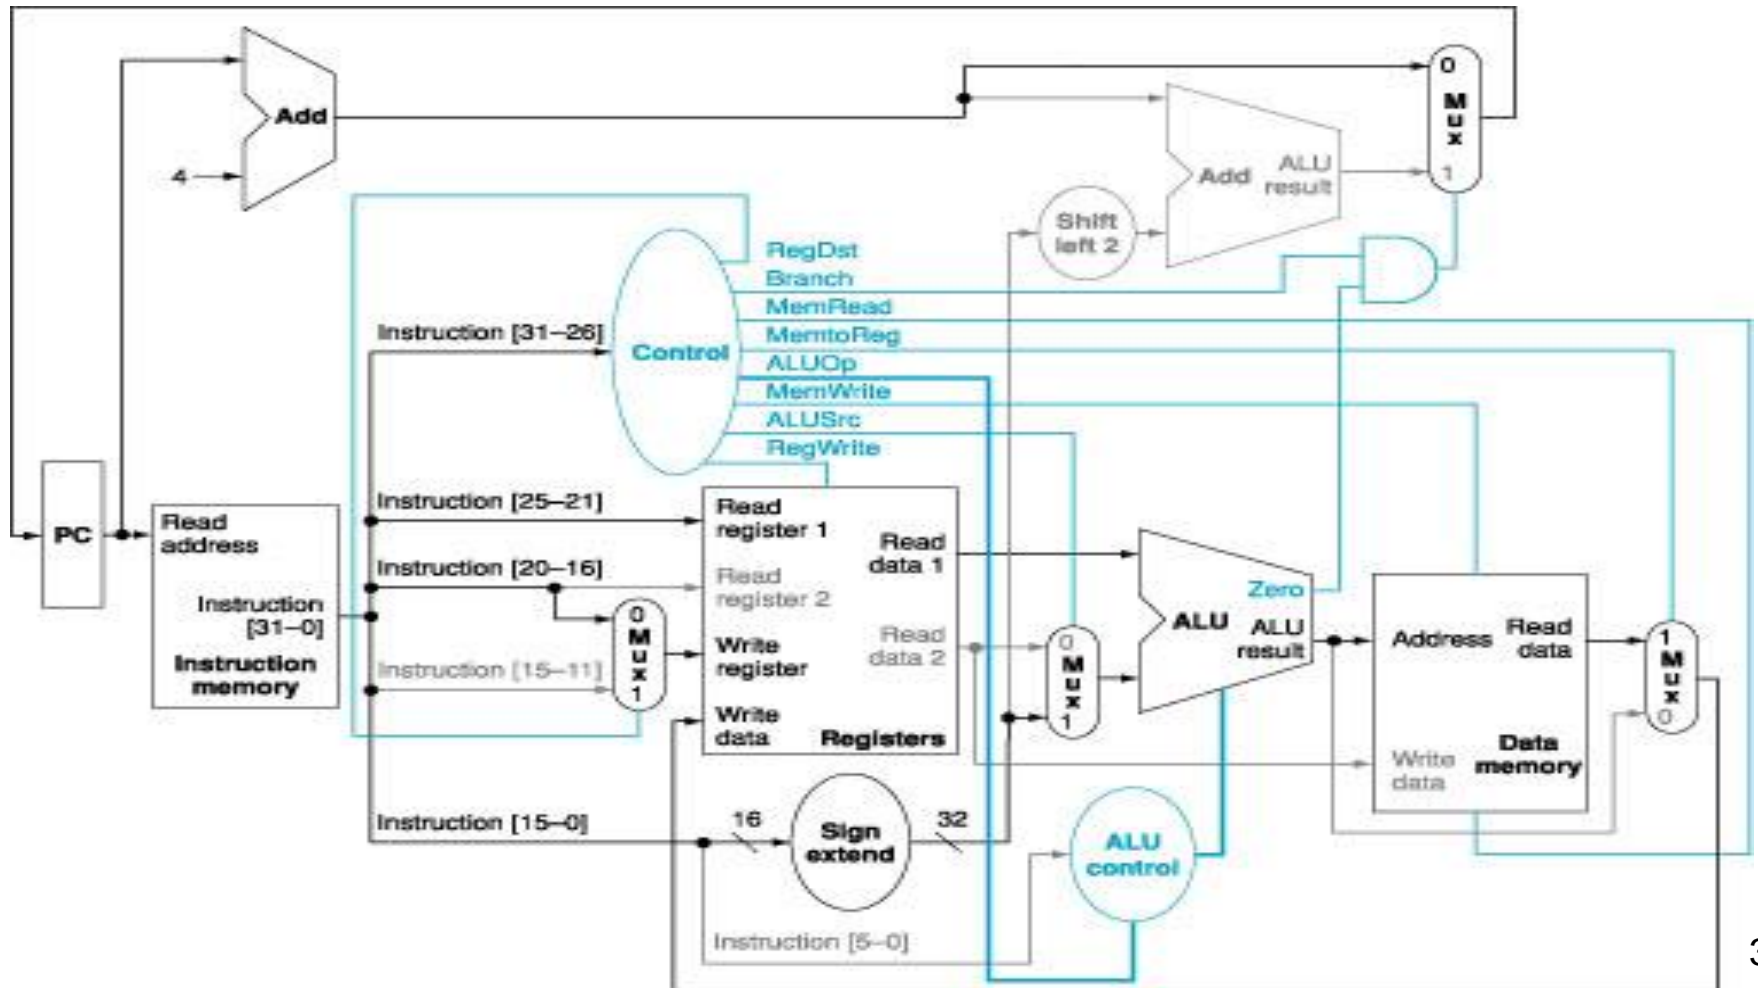 Add
4
0
M
u
x
1
Add
ALU
result
Shift
left 2
RegDst
Branch
MemRead
MemtoReg
ALUOp
MemWrite
ALUSrc
RegWrite
Control
Instruction [31–26]
Instruction [25–21]
Instruction [20–16]
Instruction [15–11]
Instruction [15–0]
Instruction [5–0]
PC
Read
address
Instruction
[31–0]
Instruction
memory
0
M
u
x
1
Read
register 1
Read
register 2
Write
register
Write
data
Read
data 1
Read
data 2
Registers
16
Sign
extend
32
0
M
u
x
1
Zero
ALU
ALU
result
ALU
control
Address
Read
data
Write
data
Data
memory
1
M
u
x
0
3